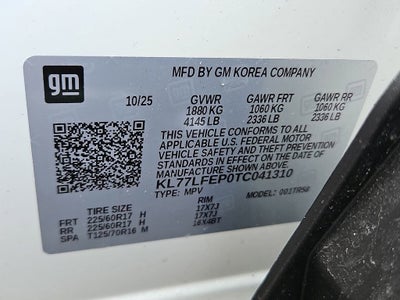 gm
MFD BY GM KOREA COMPANY
10/25 GVWR GAWR FRT GAWR RR
1880 KG 1060 KG 1060 KG
4145 LB 2336 LB 2336 LB
THIS VEHICLE CONFORMS TO ALL
APPLICABLE U.S. FEDERAL MOTOR
VEHICLE SAFETY AND THEFT
PREVENTION STANDARDS IN EFFECT
ON THE DATE OF MANUFACTURE
MANUFACTURE SHOWN ABOVE.
KL77LFEP0TC041310
TYPE: MPV MODEL: 001TR56
TIRE SIZE RIM
FRT 225/60R17 H 17X7J
RR 225/60R17 H 17X7J
SPA T125/70R16 M 16X4BT